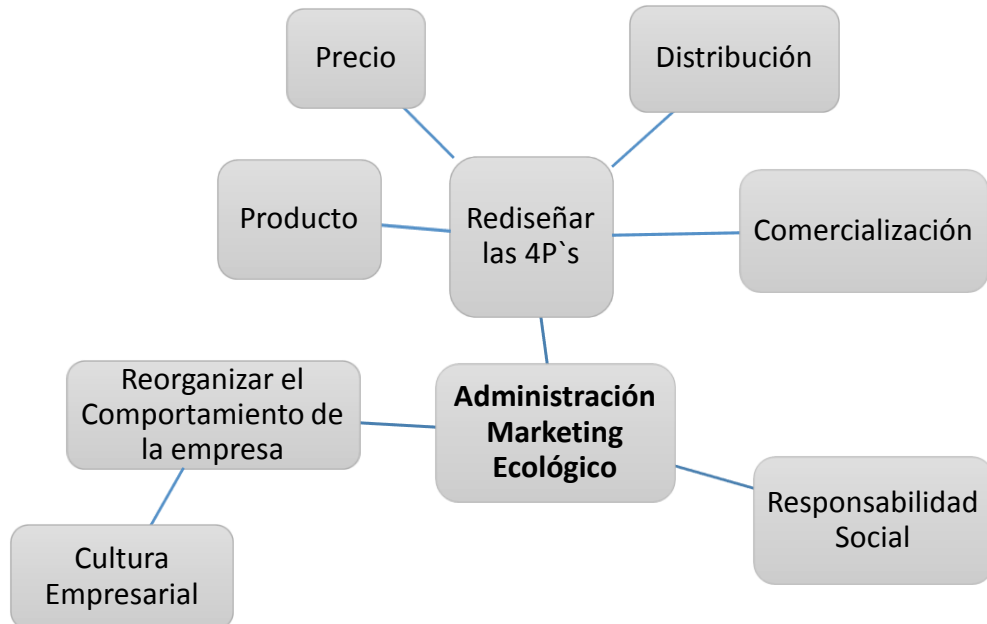 Precio
Distribución
Producto
Rediseñar
las 4P`s
Comercialización
Reorganizar el
Comportamiento de
la empresa
Administración
Marketing
Ecológico
Responsabilidad
Social
Cultura
Empresarial